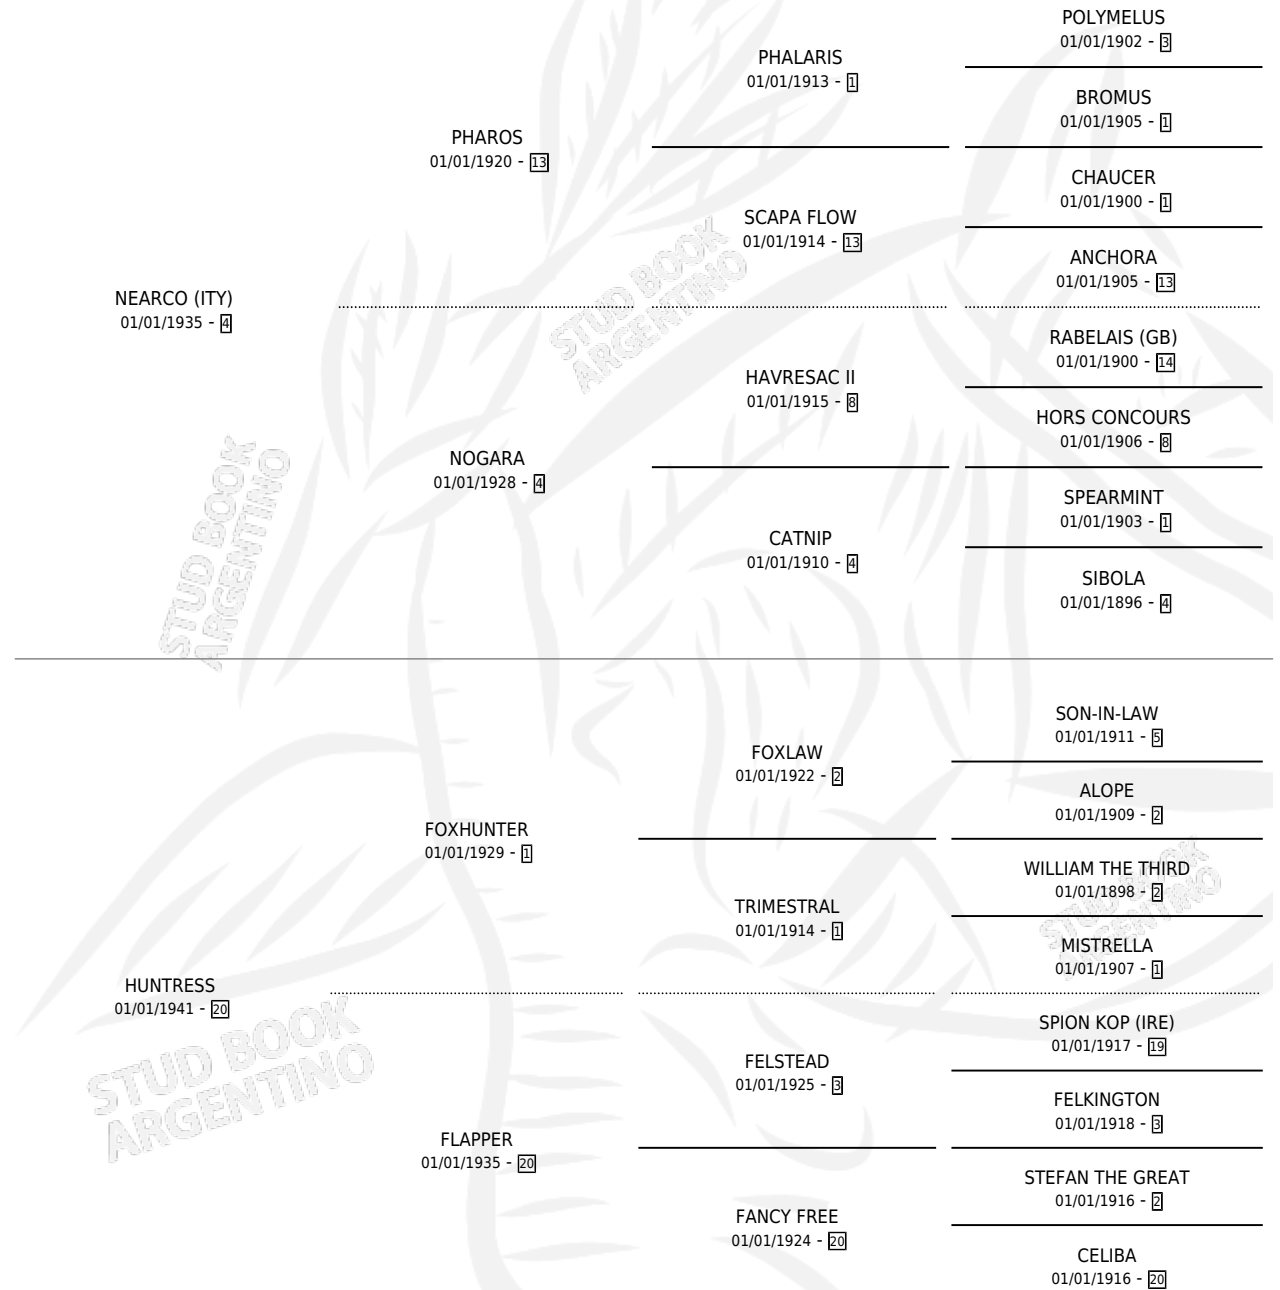 NEARCO (ITY)
01/01/1935 - 4
PHAROS
01/01/1920 - 13
PHALARIS
01/01/1913 - 1
POLYMELUS
01/01/1902 - 3
BROMUS
01/01/1905 - 1
SCAPA FLOW
01/01/1914 - 13
CHAUCER
01/01/1900 - 1
ANCHORA
01/01/1905 - 13
NOGARA
01/01/1928 - 4
HAVRESAC II
01/01/1915 - 8
RABELAIS (GB)
01/01/1900 - 14
HORS CONCOURS
01/01/1906 - 8
CATNIP
01/01/1910 - 4
SPEARMINT
01/01/1903 - 1
SIBOLA
01/01/1896 - 4
HUNTRESS
01/01/1941 - 20
FOXHUNTER
01/01/1929 - 1
FOXLAW
01/01/1922 - 2
SON-IN-LAW
01/01/1911 - 5
ALOPE
01/01/1909 - 2
TRIMESTRAL
01/01/1914 - 1
WILLIAM THE THIRD
01/01/1898 - 2
MISTRELLA
01/01/1907 - 1
FLAPPER
01/01/1935 - 20
FELSTEAD
01/01/1925 - 3
SPION KOP (IRE)
01/01/1917 - 19
FELKINGTON
01/01/1918 - 3
FANCY FREE
01/01/1924 - 20
STEFAN THE GREAT
01/01/1916 - 2
CELIBA
01/01/1916 - 20
STUD BOOK
ARGENTINO
STUD BOOK
ARGENTINO
STUD BOOK
ARGENTINO
STUD BOOK
ARGENTINO